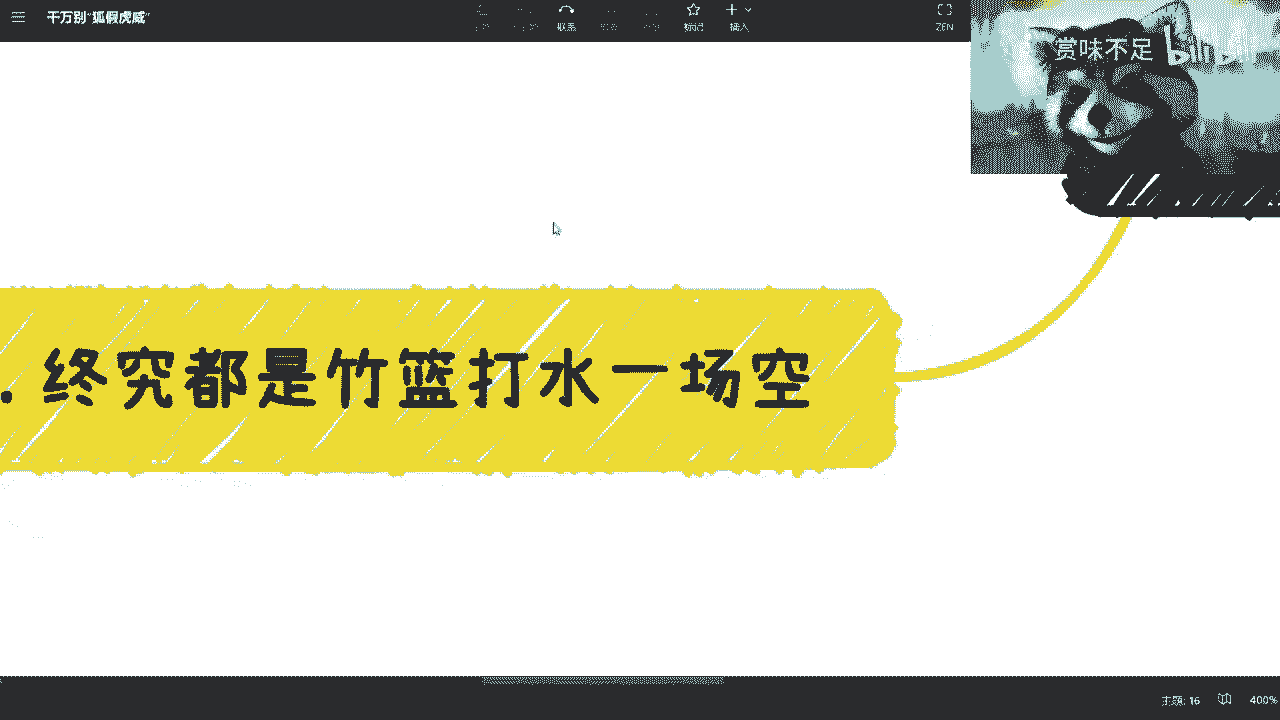 千万别"狐假虎威"
联系
标记
插入
ZEN
赏味不足 bilibili
. 终究都是竹篮打水一场空
主题: 16
400%